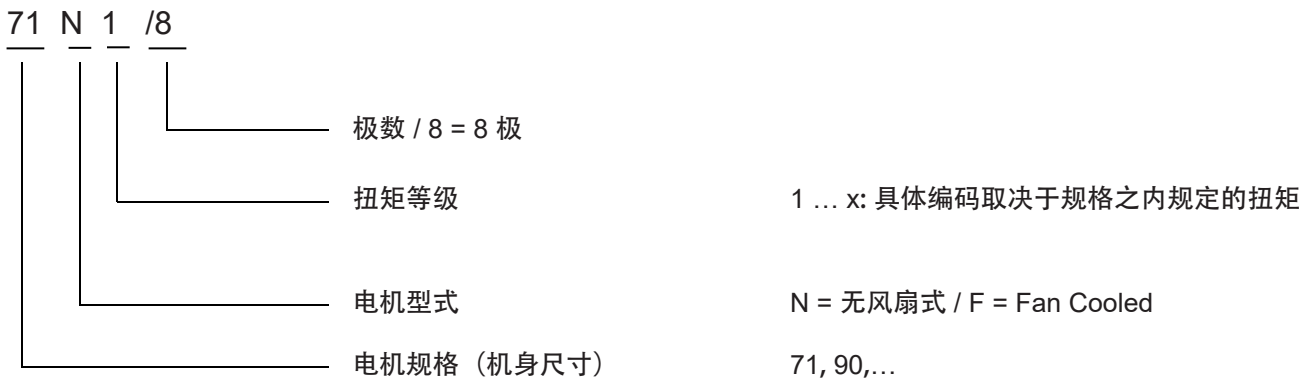 71 N 1 /8
极数 / 8 = 8 极
扭矩等级 1 … x: 具体编码取决于规格之内规定的扭矩
电机型式 N = 无风扇式 / F = Fan Cooled
电机规格（机身尺寸） 71, 90,…